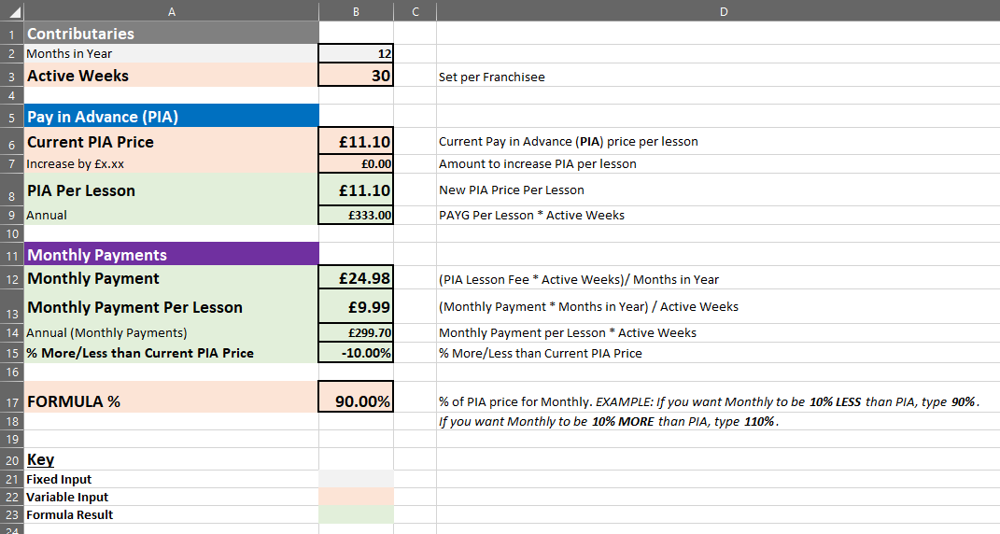 A B C D
1 Contributaries
2 Months in Year 12
3 Active Weeks 30 Set per Franchisee
4
5 Pay in Advance (PIA)
6 Current PIA Price £11.10 Current Pay in Advance (PIA) price per lesson
7 Increase by £x.xx £0.00 Amount to increase PIA per lesson
8 PIA Per Lesson £11.10 New PIA Price Per Lesson
9 Annual £333.00 PAYG Per Lesson * Active Weeks
10
11 Monthly Payments
12 Monthly Payment £24.98 (PIA Lesson Fee * Active Weeks)/ Months in Year
13 Monthly Payment Per Lesson £9.99 (Monthly Payment * Months in Year) / Active Weeks
14 Annual (Monthly Payments) £299.70 Monthly Payment per Lesson * Active Weeks
15 % More/Less than Current PIA Price -10.00% % More/Less than Current PIA Price
16
17 FORMULA % 90.00% % of PIA price for Monthly. EXAMPLE: If you want Monthly to be 10% LESS than PIA, type 90%.
18 If you want Monthly to be 10% MORE than PIA, type 110%.
19
20 Key
21 Fixed Input
22 Variable Input
23 Formula Result
24